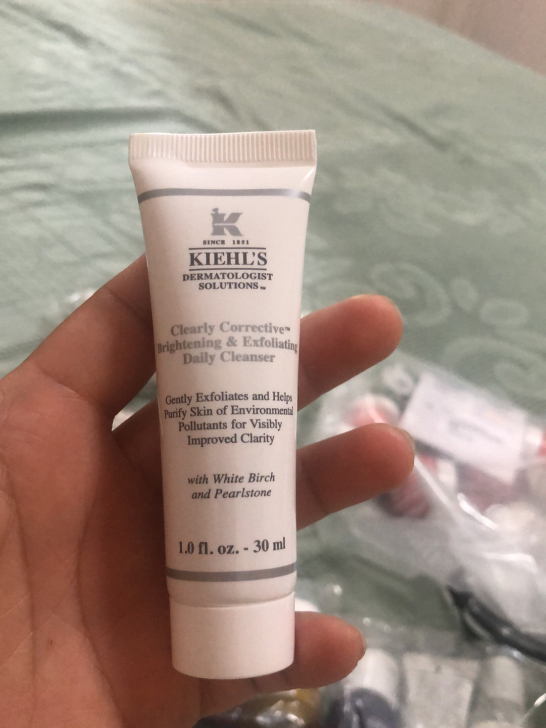 K
SINCE 1851
KIEHL'S
DERMATOLOGIST
SOLUTIONS™
Clearly Corrective™
Brightening & Exfoliating
Daily Cleanser
Gently Exfoliates and Helps
Purify Skin of Environmental
Pollutants for Visibly
Improved Clarity
with White Birch
and Pearlstone
1.0 fl. oz. - 30 ml